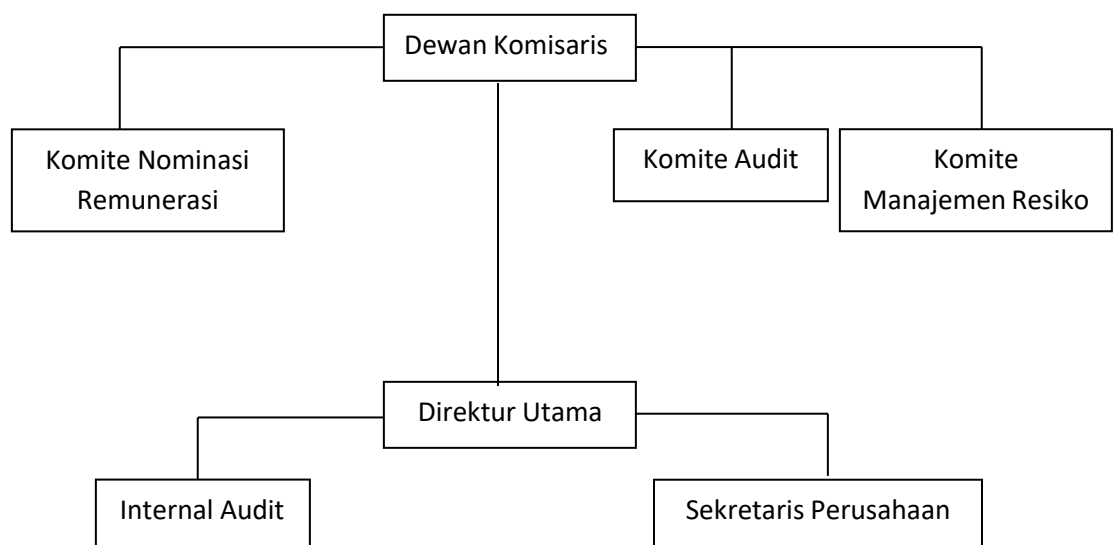 Dewan Komisaris
Komite Nominasi
Remunerasi
Komite Audit
Komite
Manajemen Resiko
Direktur Utama
Internal Audit
Sekretaris Perusahaan